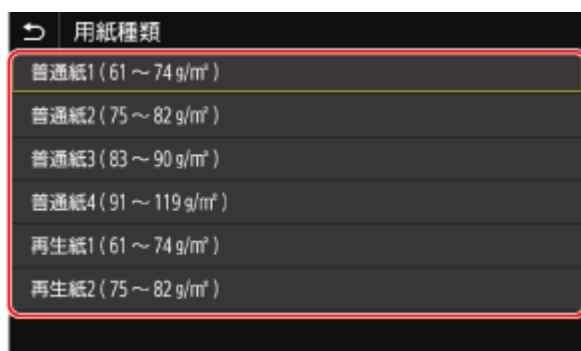 用紙種類
普通紙1 ( 61 ～ 74 g/m² )
普通紙2 ( 75 ～ 82 g/m² )
普通紙3 ( 83 ～ 90 g/m² )
普通紙4 ( 91 ～ 119 g/m² )
再生紙1 ( 61 ～ 74 g/m² )
再生紙2 ( 75 ～ 82 g/m² )